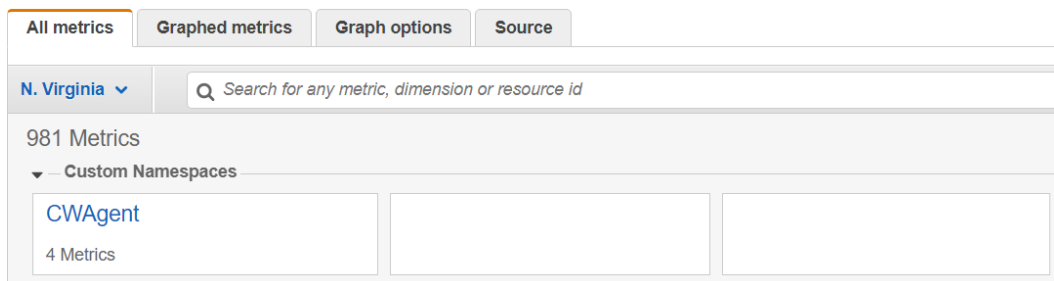 All metrics Graphed metrics Graph options Source
N. Virginia Search for any metric, dimension or resource id
981 Metrics
Custom Namespaces
CWAgent
4 Metrics